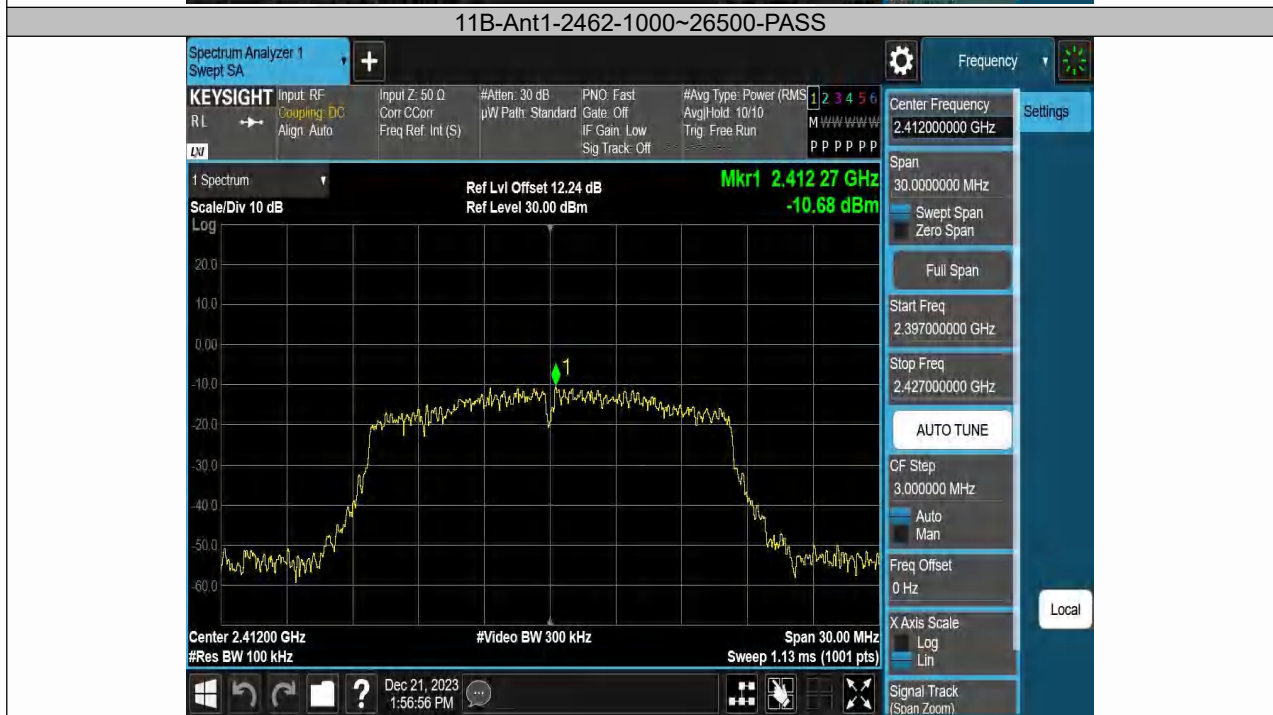 11B-Ant1-2462-1000~26500-PASS
Spectrum Analyzer 1
Swept SA
+
Frequency
KEYSIGHT
RL
LXI
Input: RF
Coupling: DC
Align: Auto
Input Z: 50 Ω
Corr CCorr
Freq Ref: Int (S)
#Atten: 30 dB
µW Path: Standard
PNO: Fast
Gate: Off
IF Gain: Low
Sig Track: Off
#Avg Type: Power (RMS
Avg|Hold: 10/10
Trig: Free Run
1 2 3 4 5 6
M W W W W W
P P P P P P
Center Frequency
2.412000000 GHz
Settings
Span
30.0000000 MHz
Swept Span
Zero Span
Full Span
Start Freq
2.397000000 GHz
Stop Freq
2.427000000 GHz
AUTO TUNE
CF Step
3.000000 MHz
Auto
Man
Freq Offset
0 Hz
X Axis Scale
Log
Lin
Signal Track
(Span Zoom)
Local
1 Spectrum
Scale/Div 10 dB
Log
Ref Lvl Offset 12.24 dB
Ref Level 30.00 dBm
Mkr1 2.412 27 GHz
-10.68 dBm
20.0
10.0
0.00
-10.0
-20.0
-30.0
-40.0
-50.0
-60.0
1
Center 2.41200 GHz
#Res BW 100 kHz
#Video BW 300 kHz
Span 30.00 MHz
Sweep 1.13 ms (1001 pts)
?
Dec 21, 2023
1:56:56 PM